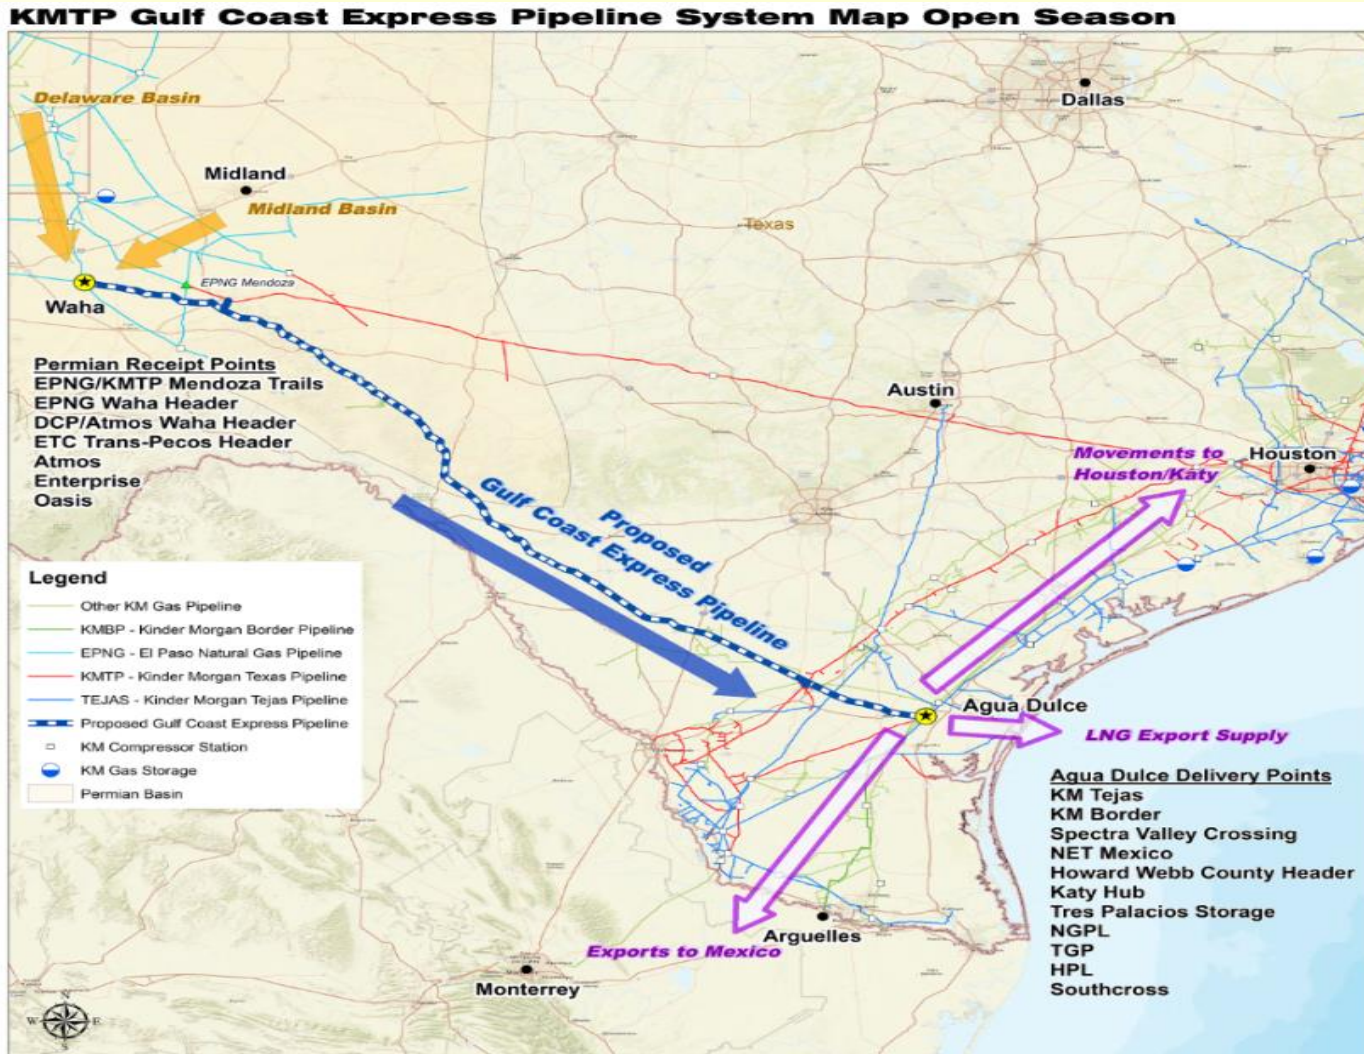 KMTP Gulf Coast Express Pipeline System Map Open Season
Delaware Basin
Dallas
Midland
Midland Basin
Texas
EPNG Mendoza
Waha
Permian Receipt Points
EPNG/KMTP Mendoza Trails
EPNG Waha Header
DCP/Atmos Waha Header
ETC Trans-Pecos Header
Atmos
Enterprise
Oasis
Austin
Movements to
Houston/Katy
Houston
Proposed
Gulf Coast Express Pipeline
Legend
Other KM Gas Pipeline
KMBP - Kinder Morgan Border Pipeline
EPNG - El Paso Natural Gas Pipeline
KMTP - Kinder Morgan Texas Pipeline
TEJAS - Kinder Morgan Tejas Pipeline
Proposed Gulf Coast Express Pipeline
KM Compressor Station
KM Gas Storage
Permian Basin
Agua Dulce
LNG Export Supply
Agua Dulce Delivery Points
KM Tejas
KM Border
Spectra Valley Crossing
NET Mexico
Howard Webb County Header
Katy Hub
Tres Palacios Storage
NGPL
TGP
HPL
Southcross
Arguelles
Exports to Mexico
Monterrey
N
W E
S